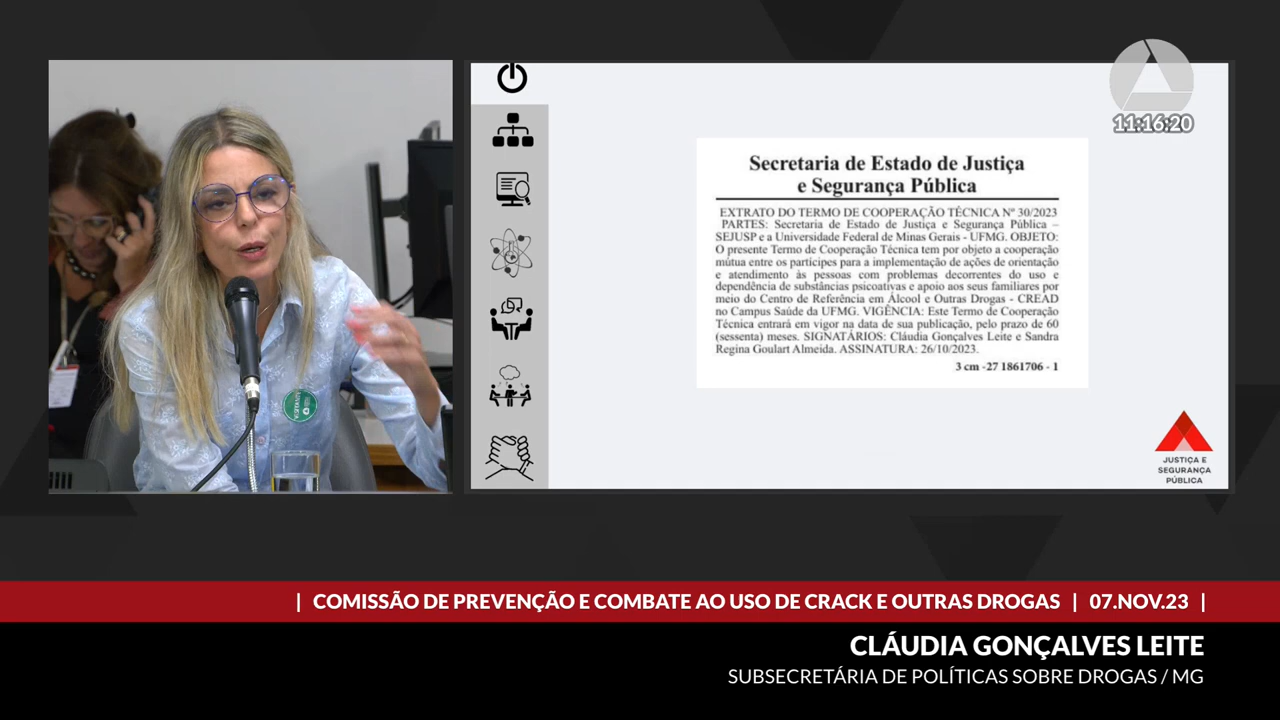 11:16:20
Secretaria de Estado de Justiça
e Segurança Pública
EXTRATO DO TERMO DE COOPERAÇÃO TÉCNICA Nº 30/2023
PARTES: Secretaria de Estado de Justiça e Segurança Pública –
SEJUSP e a Universidade Federal de Minas Gerais - UFMG. OBJETO:
O presente Termo de Cooperação Técnica tem por objeto a cooperação
mútua entre os partícipes para a implementação de ações de orientação
e atendimento às pessoas com problemas decorrentes do uso e
dependência de substâncias psicoativas e apoio aos seus familiares por
meio do Centro de Referência em Álcool e Outras Drogas - CREAD
no Campus Saúde da UFMG. VIGÊNCIA: Este Termo de Cooperação
Técnica entrará em vigor na data de sua publicação, pelo prazo de 60
(sessenta) meses. SIGNATÁRIOS: Cláudia Gonçalves Leite e Sandra
Regina Goulart Almeida. ASSINATURA: 26/10/2023.
3 cm -27 1861706 - 1
JUSTIÇA E
SEGURANÇA
PÚBLICA
| COMISSÃO DE PREVENÇÃO E COMBATE AO USO DE CRACK E OUTRAS DROGAS | 07.NOV.23 |
CLÁUDIA GONÇALVES LEITE
SUBSECRETÁRIA DE POLÍTICAS SOBRE DROGAS / MG